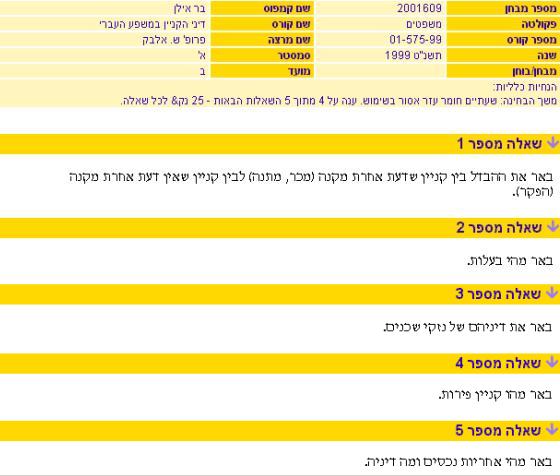 מספר מבחן 2001609 שם קמפוס בר אילן
פקולטה משפטים שם קורס דיני הקניין במשפט העברי
מספר קורס 01-575-99 שם מרצה פרופ' ש. אלבק
שנה תשנ"ט 1999 סמסטר א'
מבחן/בוחן מועד ב
הנחיות כלליות:
משך הבחינה: שעתיים חומר עזר אסור בשימוש. ענה על 4 מתוך 5 השאלות הבאות - 25 נק& לכל שאלה.
שאלה מספר 1
באר את ההבדל בין קניין שדעת אחרת מקנה (מכר, מתנה) לבין קניין שאין דעת אחרת מקנה
(הפקר).
שאלה מספר 2
באר מהי בעלות.
שאלה מספר 3
באר את דיניהם של נזקי שכנים.
שאלה מספר 4
באר מהו קניין פירות.
שאלה מספר 5
באר מהי אחריות נכסים ומה דיניה.